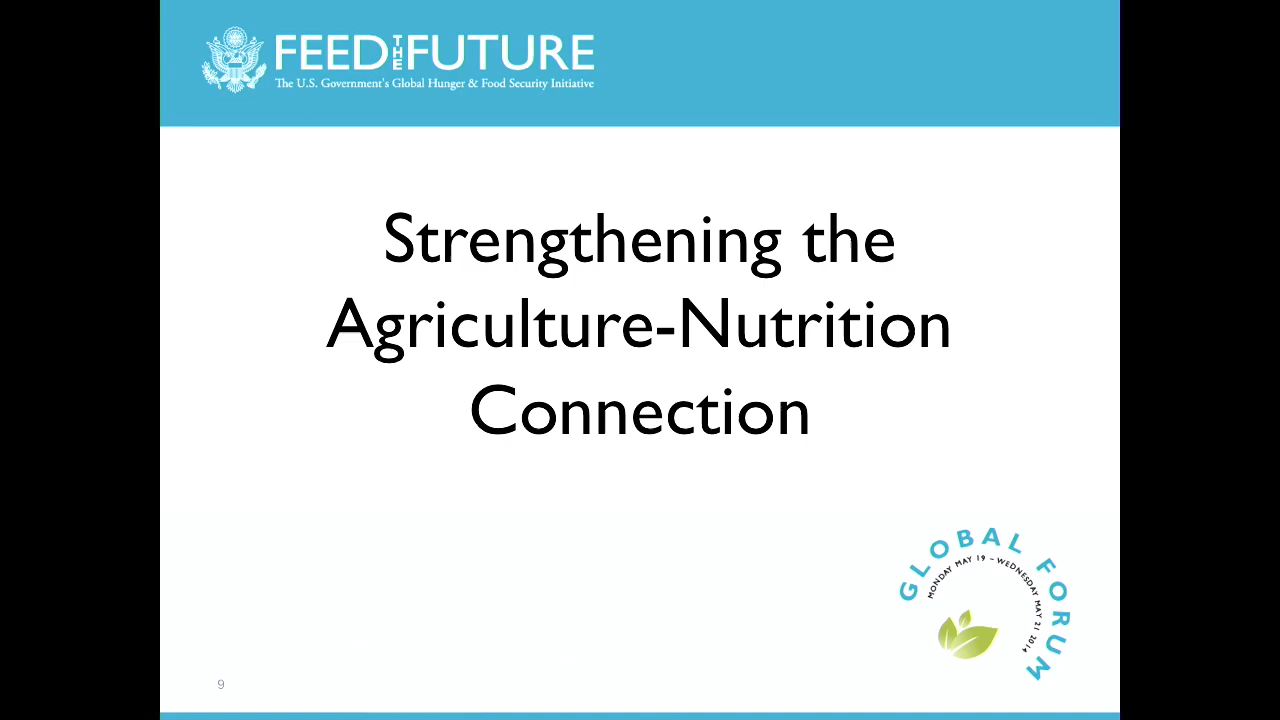 FEED THE FUTURE
The U.S. Government's Global Hunger & Food Security Initiative
Strengthening the
Agriculture-Nutrition
Connection
GLOBAL FORUM
MONDAY MAY 19 – WEDNESDAY MAY 21 2014
9